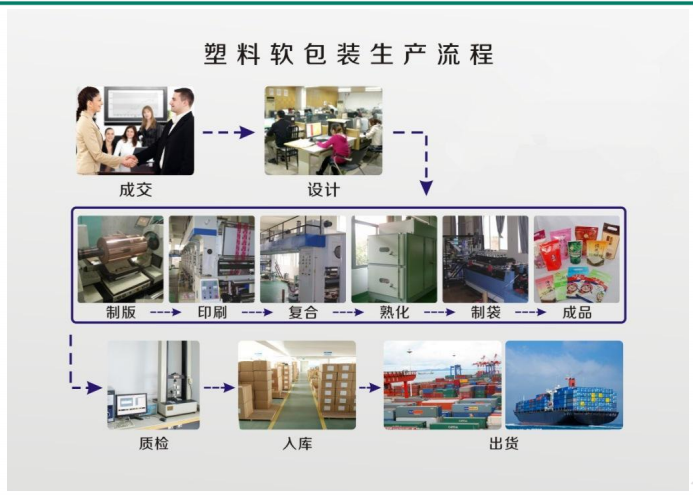 塑料软包装生产流程
成交
设计
制版 印刷 复合 熟化 制袋 成品
质检
入库
出货